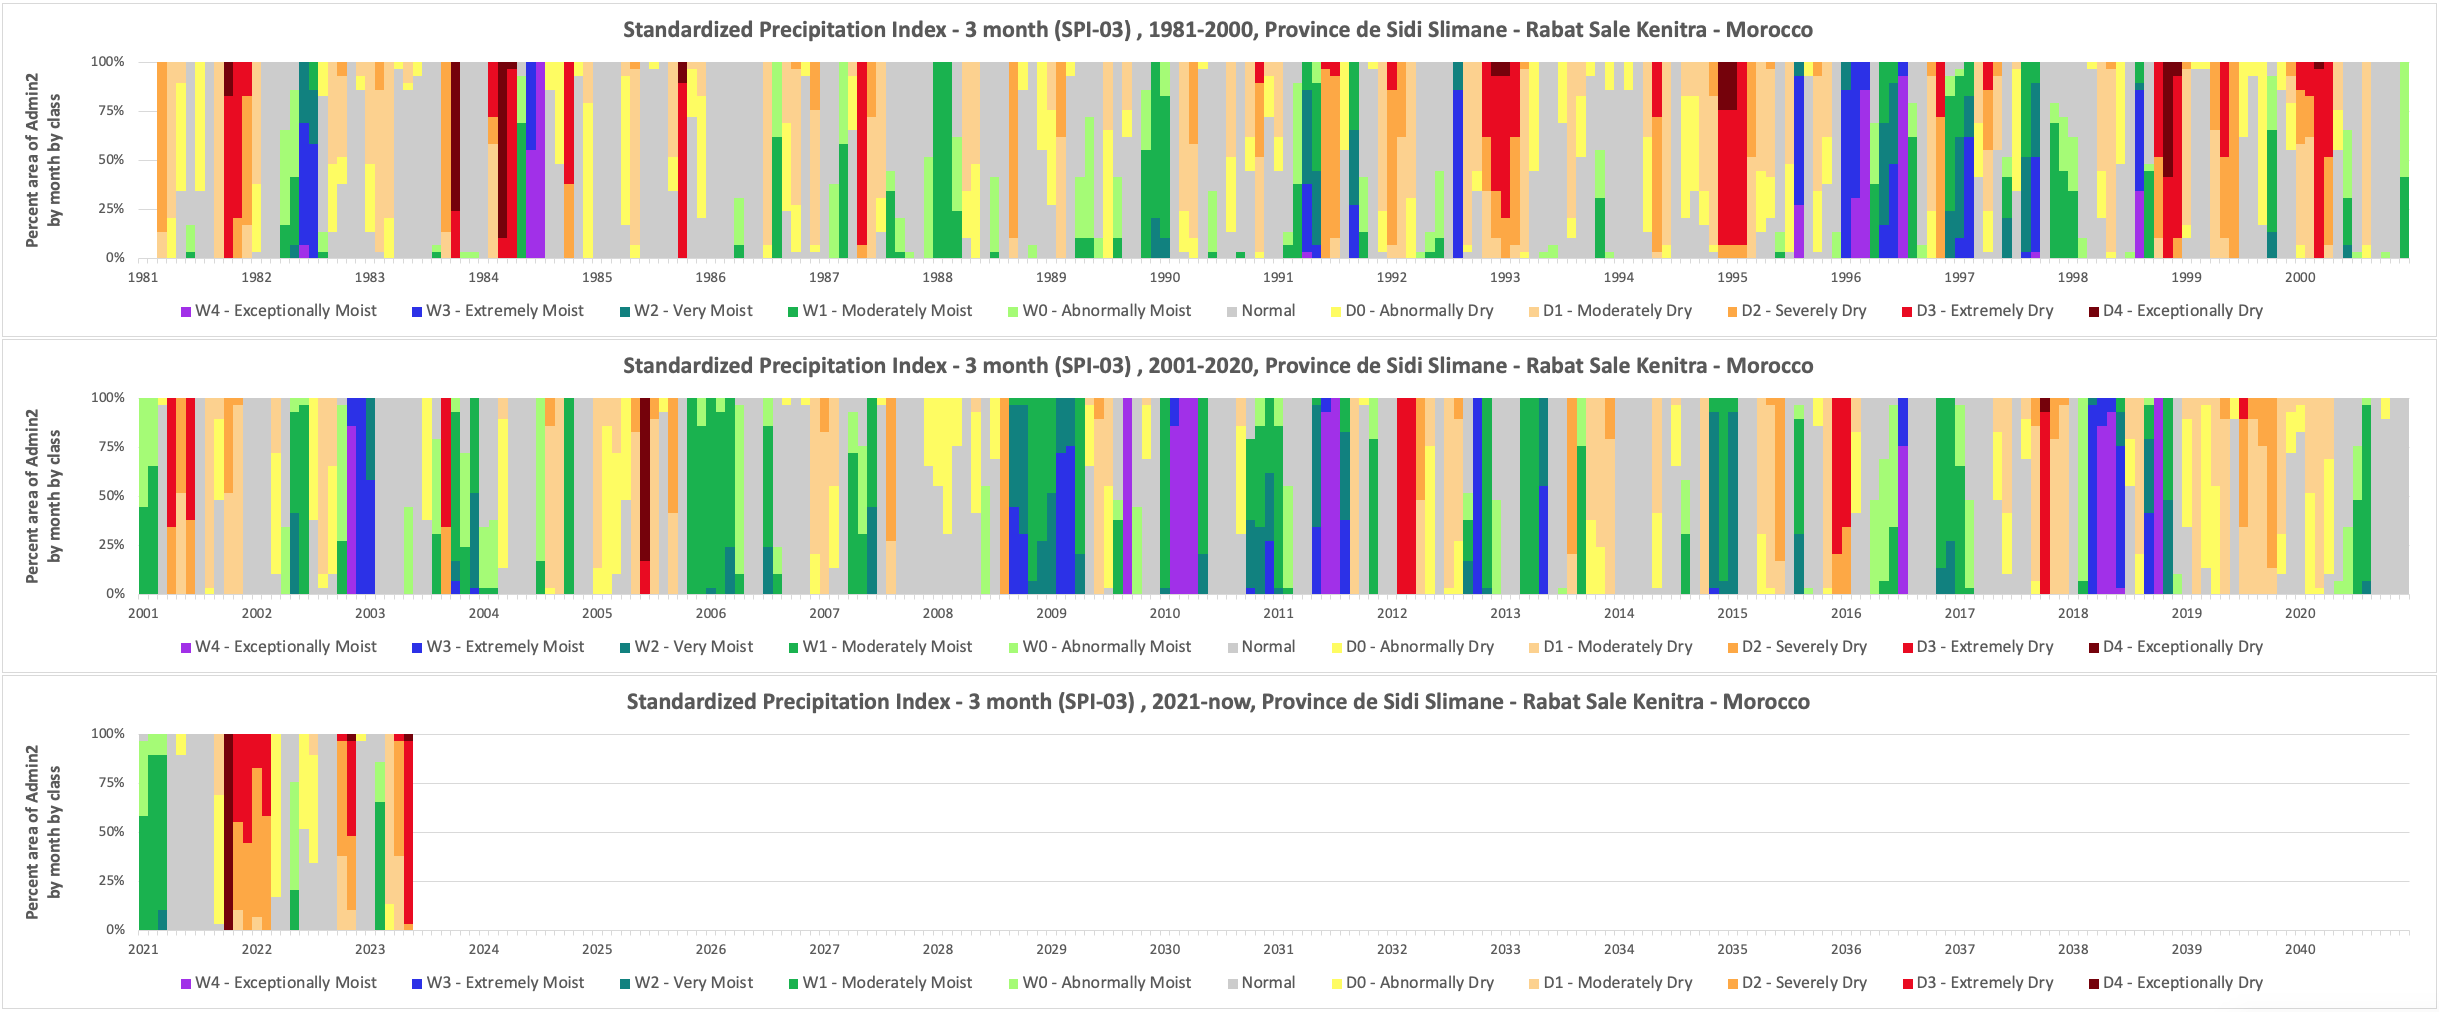 Standardized Precipitation Index - 3 month (SPI-03) , 1981-2000, Province de Sidi Slimane - Rabat Sale Kenitra - Morocco
Percent area of Admin2
by month by class
100%
75%
50%
25%
0%
1981 1982 1983 1984 1985 1986 1987 1988 1989 1990 1991 1992 1993 1994 1995 1996 1997 1998 1999 2000
W4 - Exceptionally Moist W3 - Extremely Moist W2 - Very Moist W1 - Moderately Moist W0 - Abnormally Moist Normal D0 - Abnormally Dry D1 - Moderately Dry D2 - Severely Dry D3 - Extremely Dry D4 - Exceptionally Dry
Standardized Precipitation Index - 3 month (SPI-03) , 2001-2020, Province de Sidi Slimane - Rabat Sale Kenitra - Morocco
Percent area of Admin2
by month by class
100%
75%
50%
25%
0%
2001 2002 2003 2004 2005 2006 2007 2008 2009 2010 2011 2012 2013 2014 2015 2016 2017 2018 2019 2020
W4 - Exceptionally Moist W3 - Extremely Moist W2 - Very Moist W1 - Moderately Moist W0 - Abnormally Moist Normal D0 - Abnormally Dry D1 - Moderately Dry D2 - Severely Dry D3 - Extremely Dry D4 - Exceptionally Dry
Standardized Precipitation Index - 3 month (SPI-03) , 2021-now, Province de Sidi Slimane - Rabat Sale Kenitra - Morocco
Percent area of Admin2
by month by class
100%
75%
50%
25%
0%
2021 2022 2023 2024 2025 2026 2027 2028 2029 2030 2031 2032 2033 2034 2035 2036 2037 2038 2039 2040
W4 - Exceptionally Moist W3 - Extremely Moist W2 - Very Moist W1 - Moderately Moist W0 - Abnormally Moist Normal D0 - Abnormally Dry D1 - Moderately Dry D2 - Severely Dry D3 - Extremely Dry D4 - Exceptionally Dry